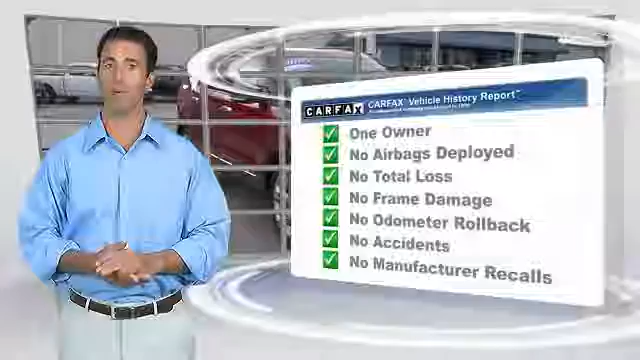 CARFAX CARFAX Vehicle History Report™
One Owner
No Airbags Deployed
No Total Loss
No Frame Damage
No Odometer Rollback
No Accidents
No Manufacturer Recalls